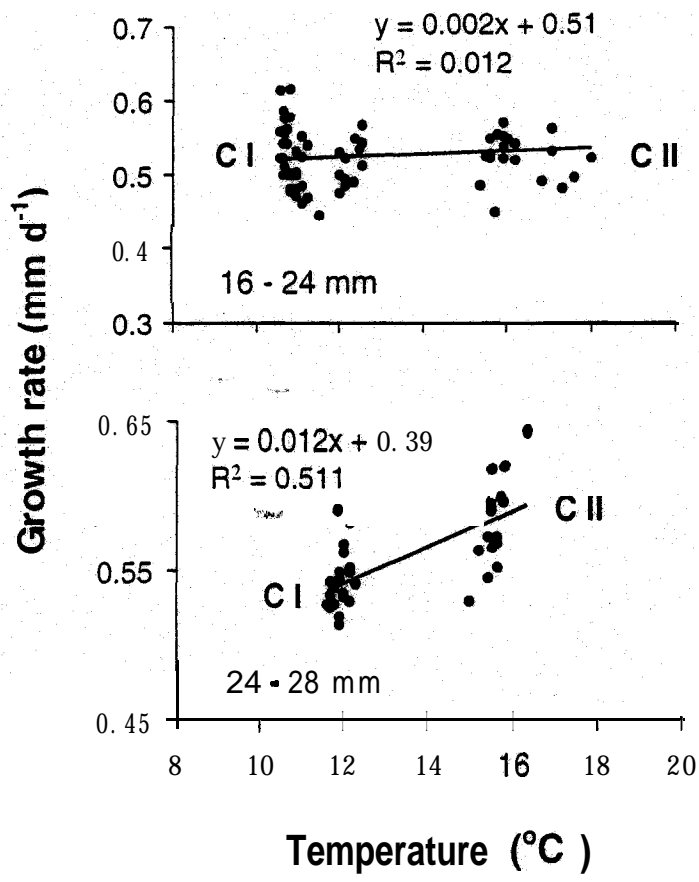 Growth rate (mm d⁻¹)
0.7
0.6
0.5
0.4
0.3
y = 0.002x + 0.51
R² = 0.012
C I
C II
16 - 24 mm
0.65
0.55
0.45
y = 0.012x + 0.39
R² = 0.511
C I
C II
24 - 28 mm
8 10 12 14 16 18 20
Temperature (°C )